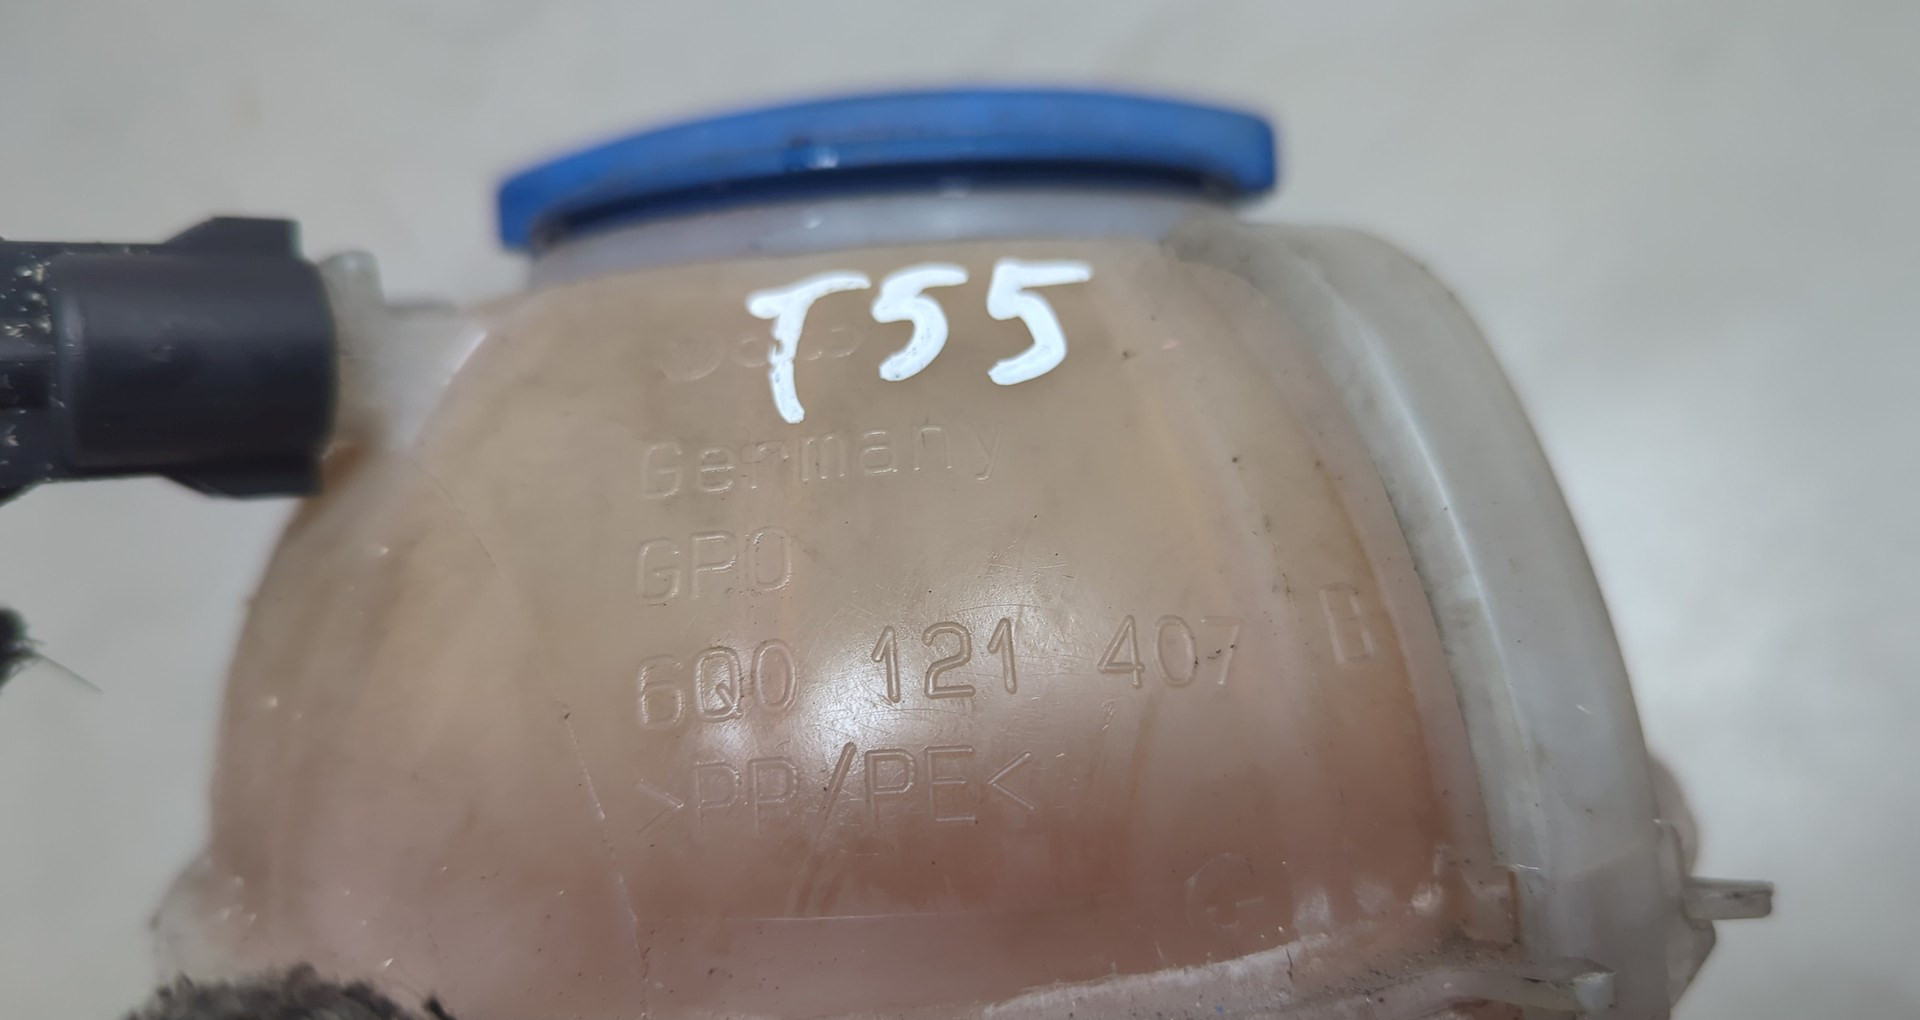 T55
Germany
GPO
6Q0 121 407 B
>PP/PE<